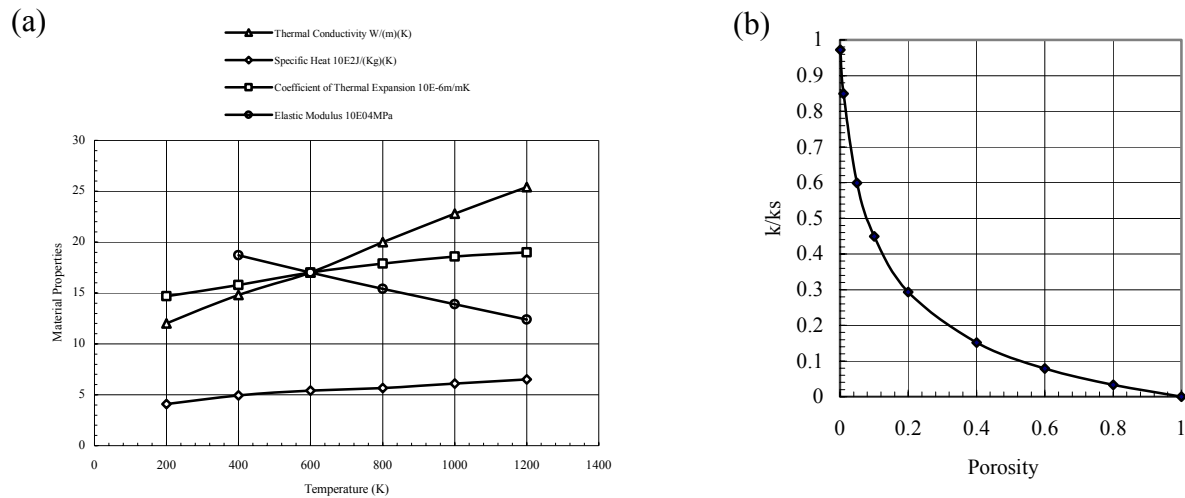 (a)
Thermal Conductivity W/(m)(K)
Specific Heat 10E2J/(Kg)(K)
Coefficient of Thermal Expansion 10E-6m/mK
Elastic Modulus 10E04MPa
30
25
20
15
10
5
0
Material Properties
0 200 400 600 800 1000 1200 1400
Temperature (K)
(b)
1
0.9
0.8
0.7
0.6
0.5
0.4
0.3
0.2
0.1
0
k/ks
0 0.2 0.4 0.6 0.8 1
Porosity